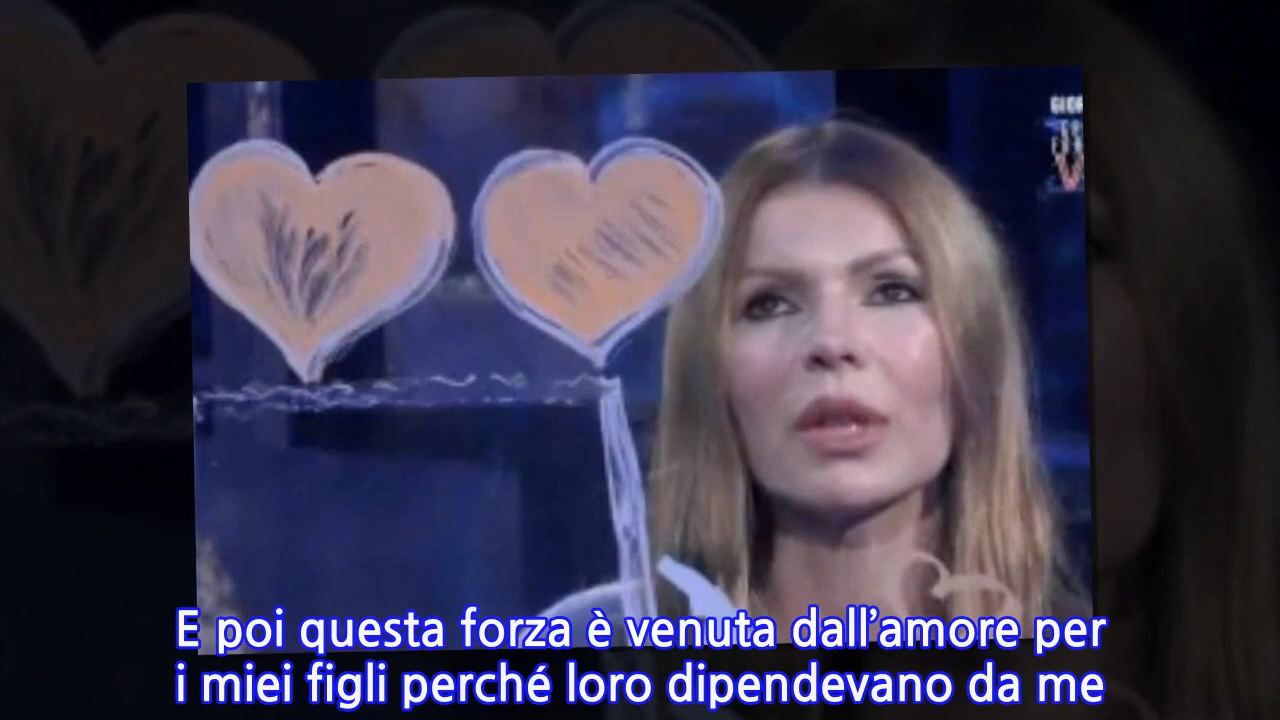 E poi questa forza è venuta dall’amore per
i miei figli perché loro dipendevano da me